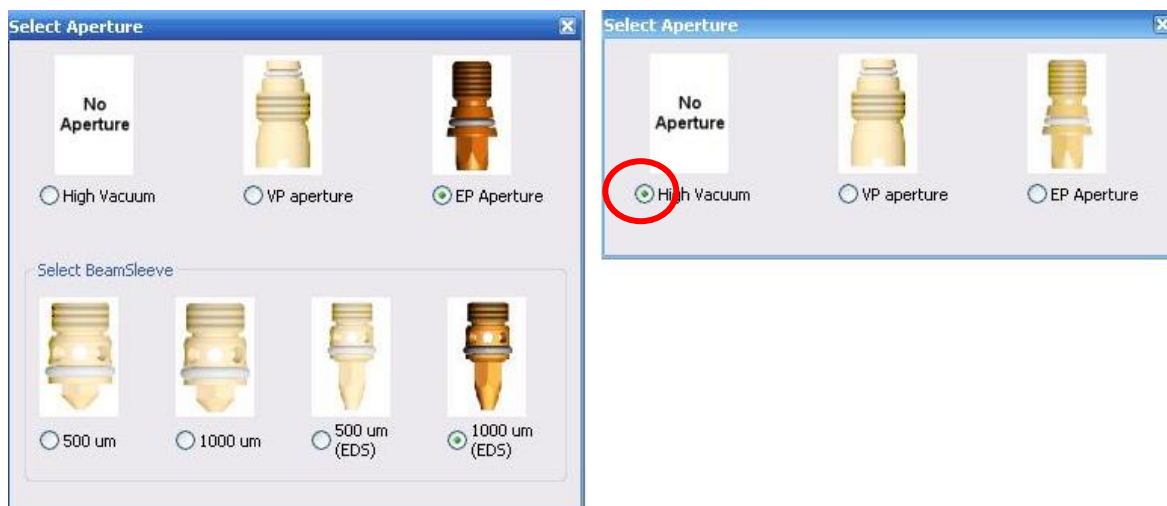 Select Aperture
No
Aperture
High Vacuum
VP aperture
EP Aperture
Select BeamSleeve
500 um
1000 um
500 um
(EDS)
1000 um
(EDS)
Select Aperture
No
Aperture
High Vacuum
VP aperture
EP Aperture